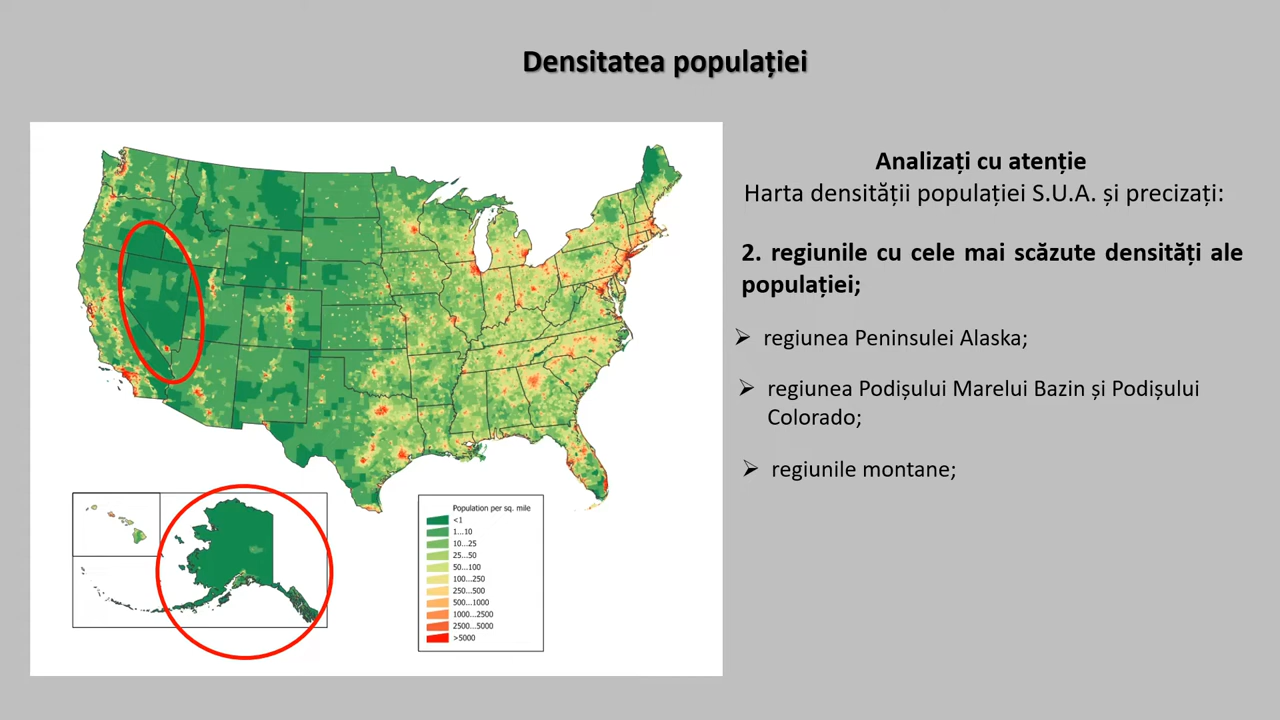 Densitatea populației
Analizați cu atenție
Harta densității populației S.U.A. și precizați:
2. regiunile cu cele mai scăzute densități ale
populației;
➢ regiunea Peninsulei Alaska;
➢ regiunea Podișului Marelui Bazin și Podișului
Colorado;
➢ regiunile montane;
Population per sq. mile
<1
1...10
10...25
25...50
50...100
100...250
250...500
500...1000
1000...2500
2500...5000
>5000